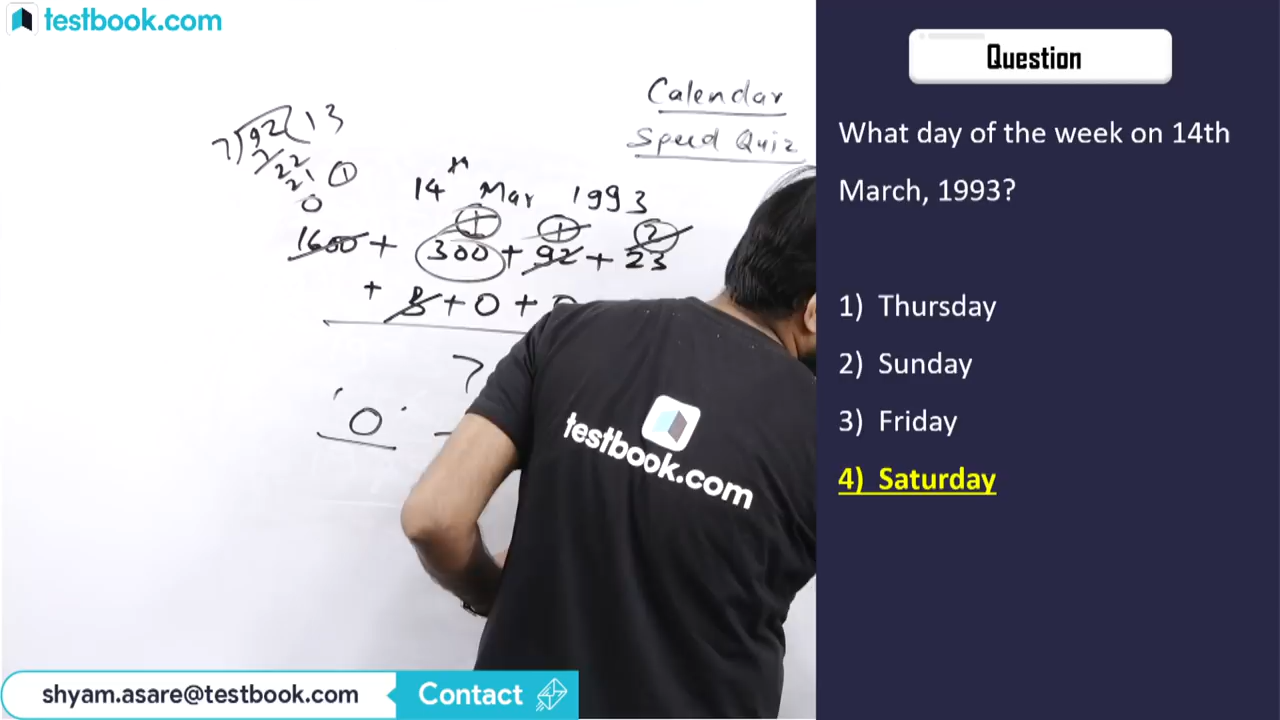 testbook.com
Calendar
Speed Quiz
7) 92 ( 13
7
22
21 1
0
14th Mar 1993
1 1 2
1600 + 300 + 92 + 23
+ 3 + 0 +
7
0
testbook.com
Question
What day of the week on 14th
March, 1993?
1) Thursday
2) Sunday
3) Friday
4) Saturday
shyam.asare@testbook.com
Contact